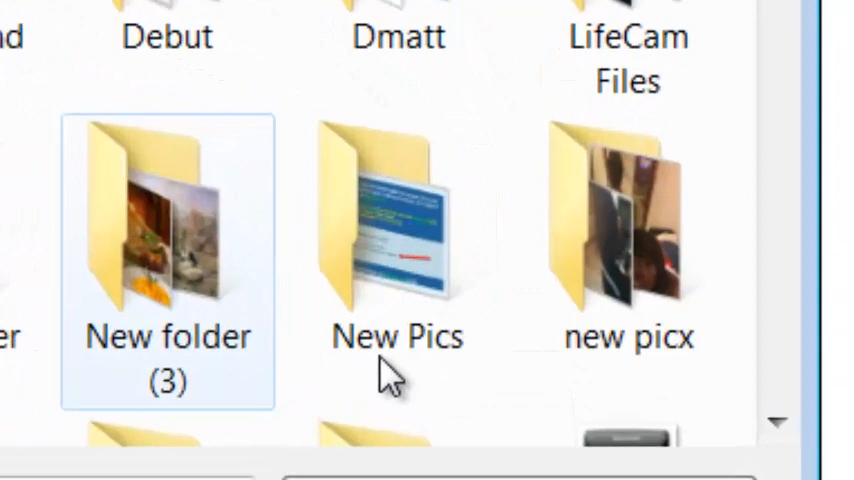 Debut
Dmatt
LifeCam
Files
New folder
(3)
New Pics
new picx